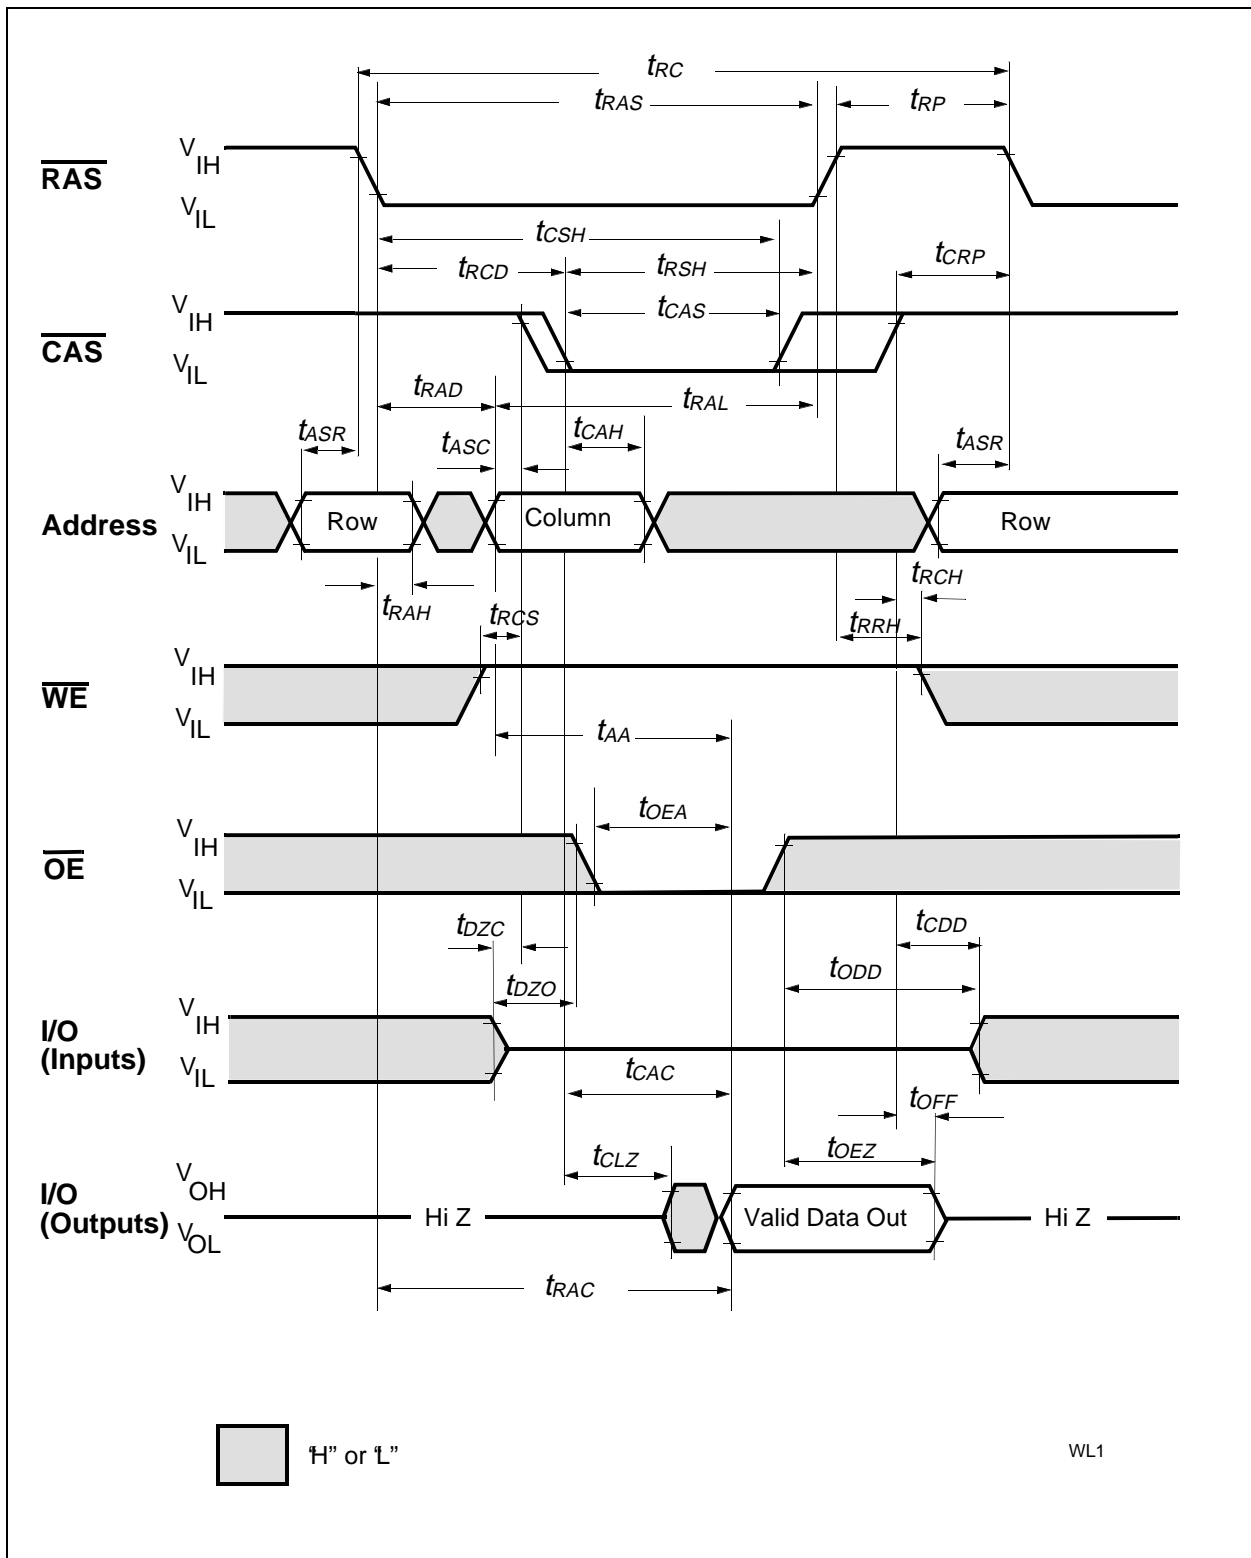 tRC
tRAS
tRP
RAS
VIH
VIL
tCSH
tRCD
tRSH
tCRP
CAS
VIH
VIL
tCAS
tRAD
tRAL
tASR
tASC
tCAH
tASR
Address
VIH
VIL
Row
Column
Row
tRAH
tRCS
tRCH
tRRH
WE
VIH
VIL
tAA
tOEA
OE
VIH
VIL
tDZC
tCDD
tDZO
tODD
I/O
(Inputs)
VIH
VIL
tCAC
tOFF
tCLZ
tOEZ
I/O
(Outputs)
VOH
VOL
Hi Z
Valid Data Out
Hi Z
tRAC
“H” or “L”
WL1